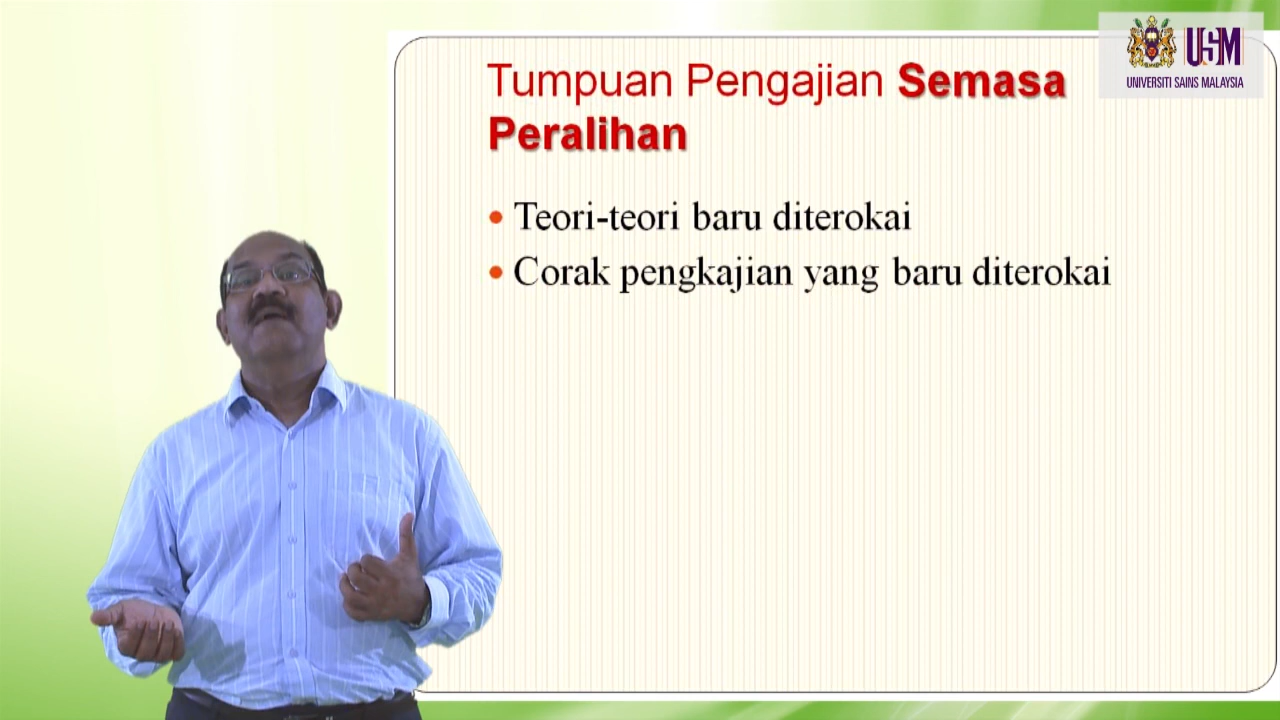 Tumpuan Pengajian Semasa
Peralihan
• Teori-teori baru diterokai
• Corak pengkajian yang baru diterokai
USM
UNIVERSITI SAINS MALAYSIA